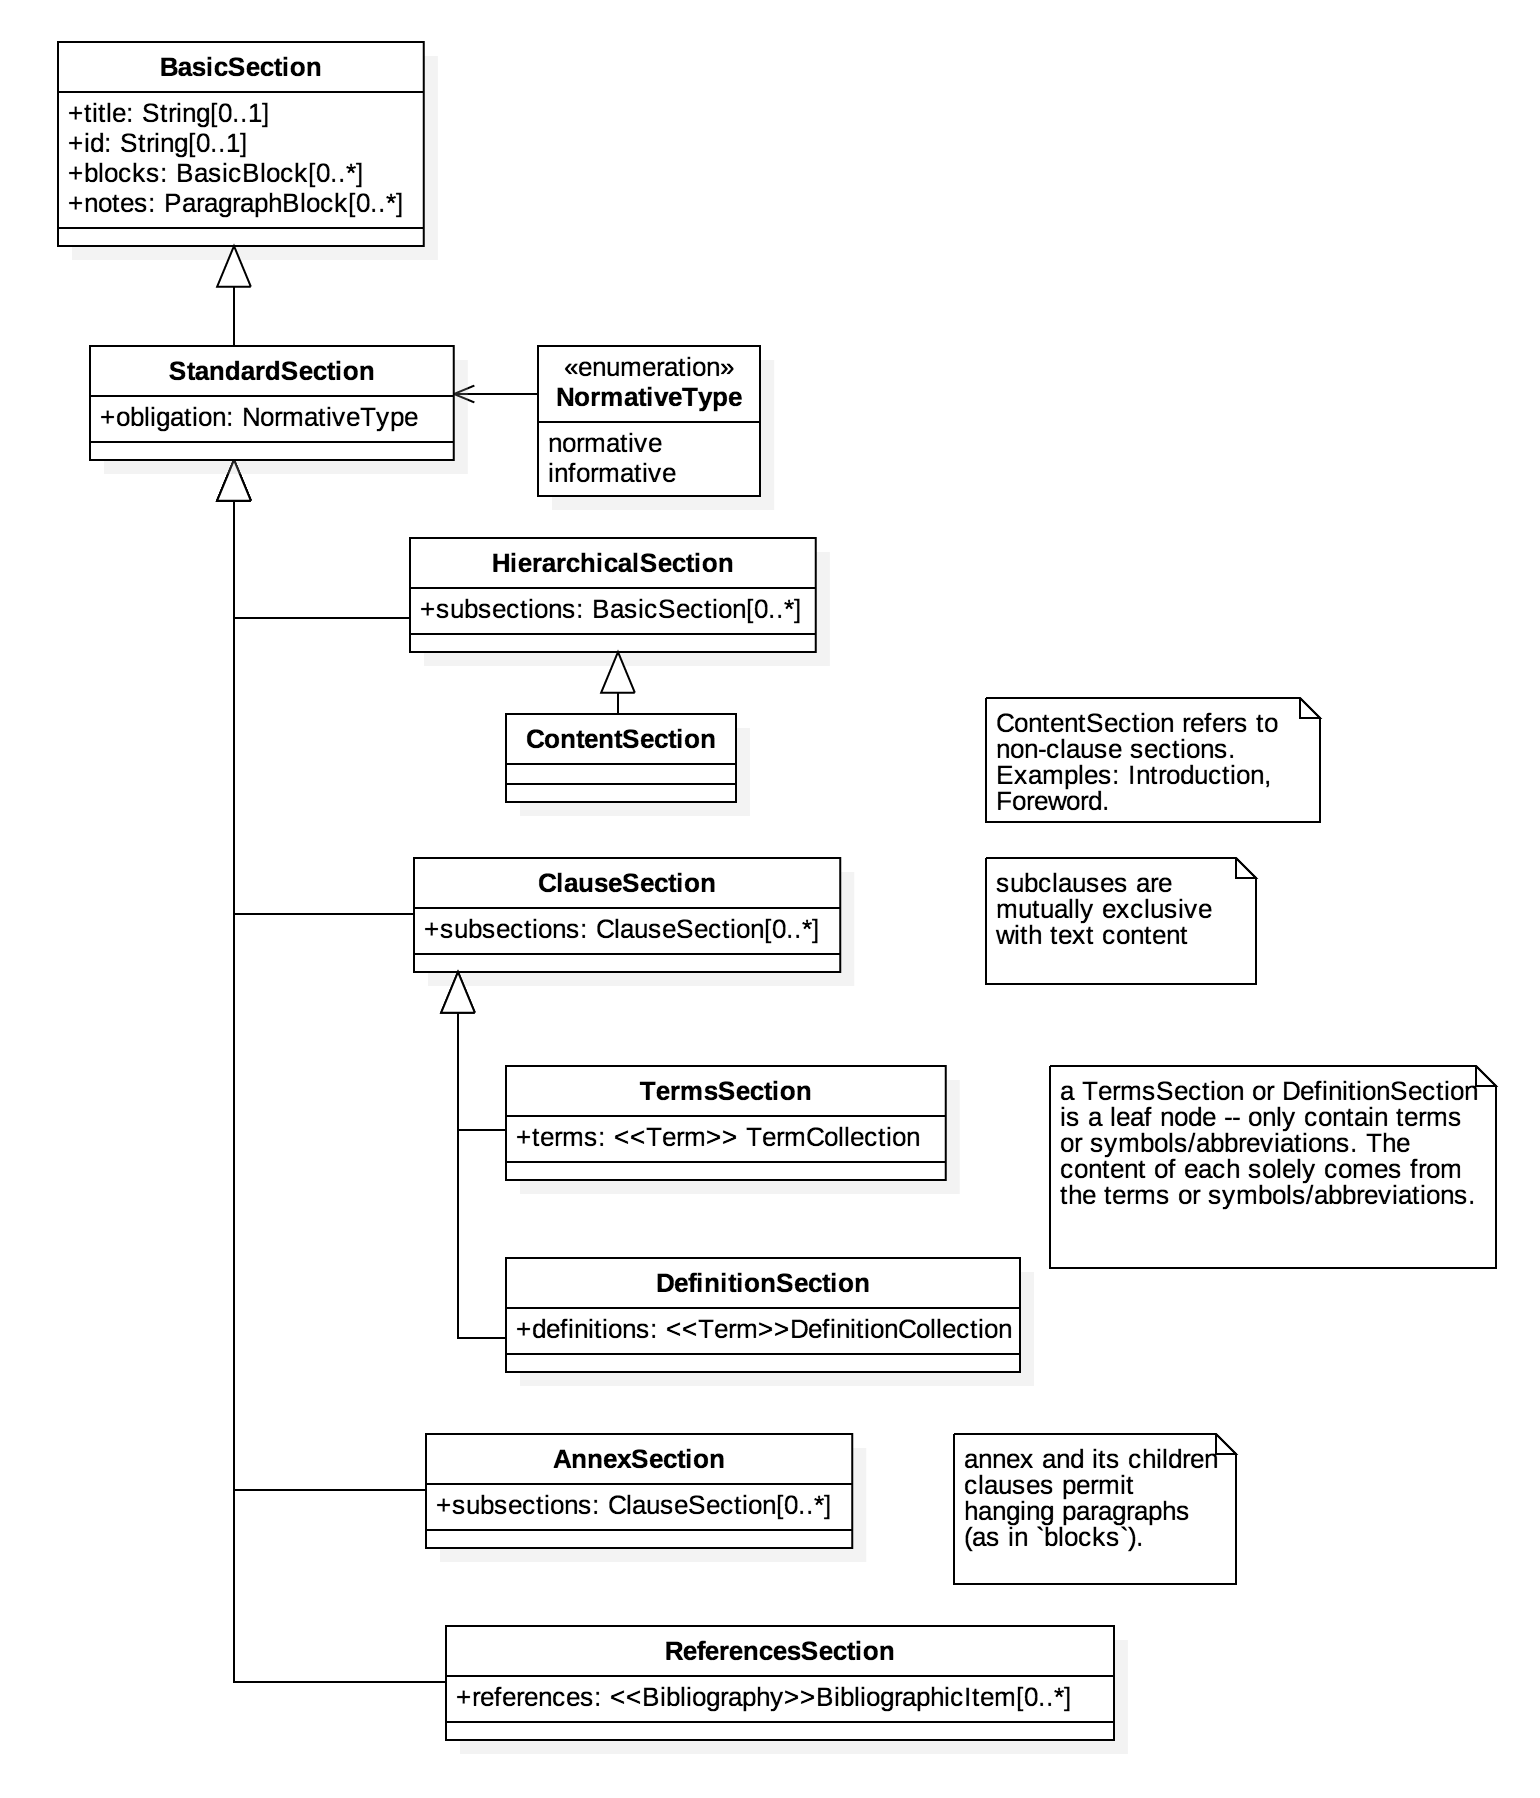 BasicSection
+title: String[0..1]
+id: String[0..1]
+blocks: BasicBlock[0..*]
+notes: ParagraphBlock[0..*]
StandardSection
+obligation: NormativeType
«enumeration»
NormativeType
normative
informative
HierarchicalSection
+subsections: BasicSection[0..*]
ContentSection
ContentSection refers to
non-clause sections.
Examples: Introduction,
Foreword.
ClauseSection
+subsections: ClauseSection[0..*]
subclauses are
mutually exclusive
with text content
TermsSection
+terms: <<Term>> TermCollection
a TermsSection or DefinitionSection
is a leaf node -- only contain terms
or symbols/abbreviations. The
content of each solely comes from
the terms or symbols/abbreviations.
DefinitionSection
+definitions: <<Term>>DefinitionCollection
AnnexSection
+subsections: ClauseSection[0..*]
annex and its children
clauses permit
hanging paragraphs
(as in `blocks`).
ReferencesSection
+references: <<Bibliography>>BibliographicItem[0..*]